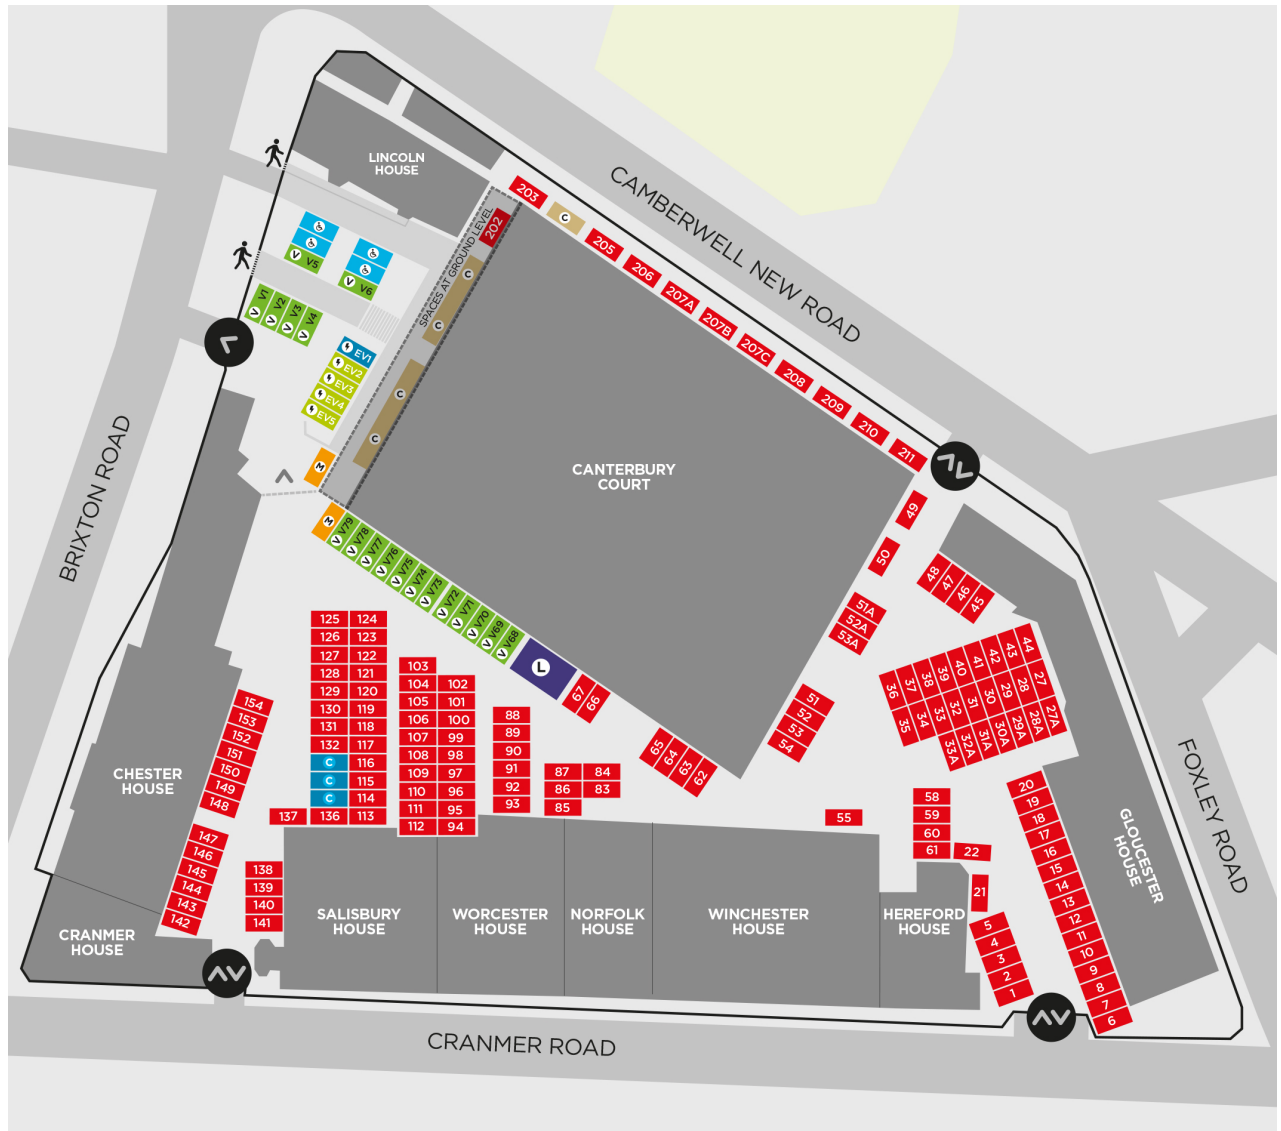 LINCOLN
HOUSE
CAMBERWELL NEW ROAD
203
C
205
206
207A
207B
207C
208
209
210
211
202
SPACES AT GROUND LEVEL
C
C
C
C
V V5
V V6
V V1
V V2
V V3
V V4
EV1
EV2
EV3
EV4
EV5
M
M
BRIXTON ROAD
CANTERBURY
COURT
V V79
V V78
V V77
V V76
V V75
V V74
V V73
V V72
V V71
V V70
V V69
V V68
L
67
66
65
64
63
62
49
50
51A
52A
53A
51
52
53
54
48
47
46
45
36
37
38
39
40
41
42
43
44
35
34
33
32
31
30
29
28
27
33A
32A
31A
30A
29A
28A
27A
125 124
126 123
127 122
128 121
129 120
130 119
131 118
132 117
C 116
C 115
C 114
137 136 113
103
104 102
105 101
106 100
107 99
108 98
109 97
110 96
111 95
112 94
88
89
90
91
92
93
87 84
86 83
85
55
58
59
60
61
22
21
5
4
3
2
1
20
19
18
17
16
15
14
13
12
11
10
9
8
7
6
154
153
152
151
150
149
148
147
146
145
144
143
142
138
139
140
141
CHESTER
HOUSE
CRANMER
HOUSE
SALISBURY
HOUSE
WORCESTER
HOUSE
NORFOLK
HOUSE
WINCHESTER
HOUSE
HEREFORD
HOUSE
GLOUCESTER
HOUSE
FOXLEY ROAD
CRANMER ROAD